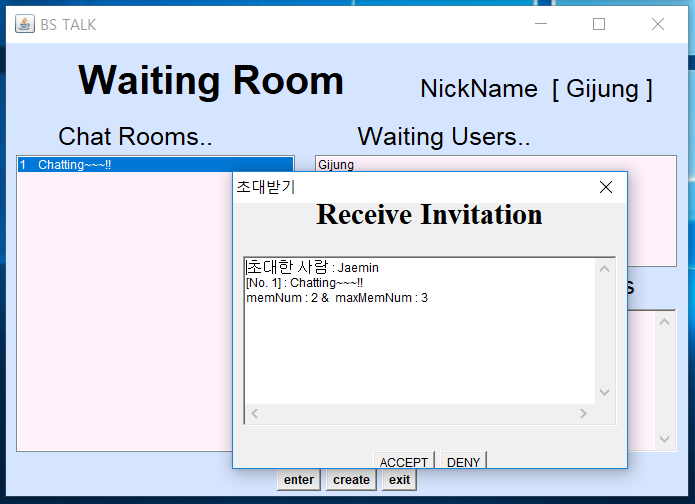 BS TALK
Waiting Room
NickName [ Gijung ]
Chat Rooms..
Waiting Users..
1 Chatting~~~!!
Gijung
초대받기
Receive Invitation
초대한 사람 : Jaemin
[No. 1] : Chatting~~~!!
memNum : 2 & maxMemNum : 3
ACCEPT DENY
enter create exit